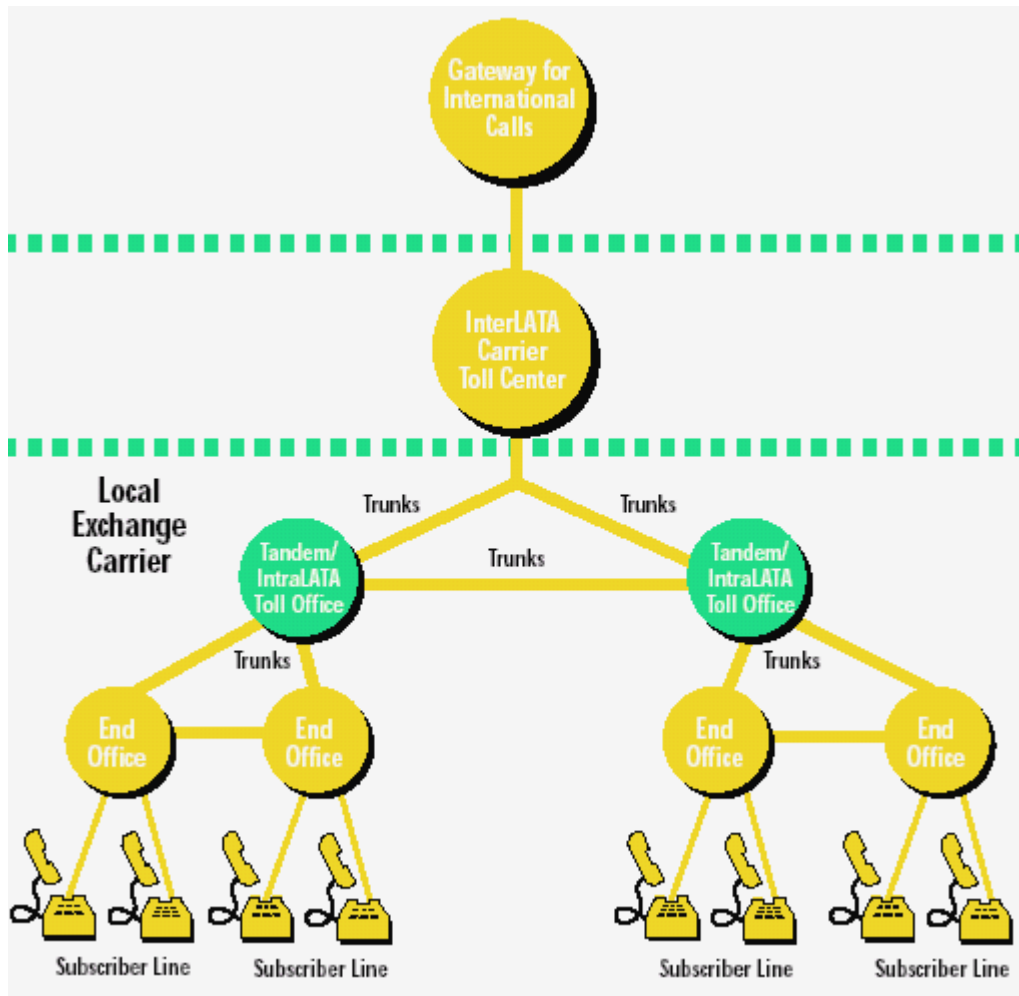 Gateway for
International
Calls
InterLATA
Carrier
Toll Center
Local
Exchange
Carrier
Trunks
Trunks
Tandem/
IntraLATA
Toll Office
Trunks
Tandem/
IntraLATA
Toll Office
Trunks
Trunks
End
Office
End
Office
End
Office
End
Office
Subscriber Line
Subscriber Line
Subscriber Line
Subscriber Line